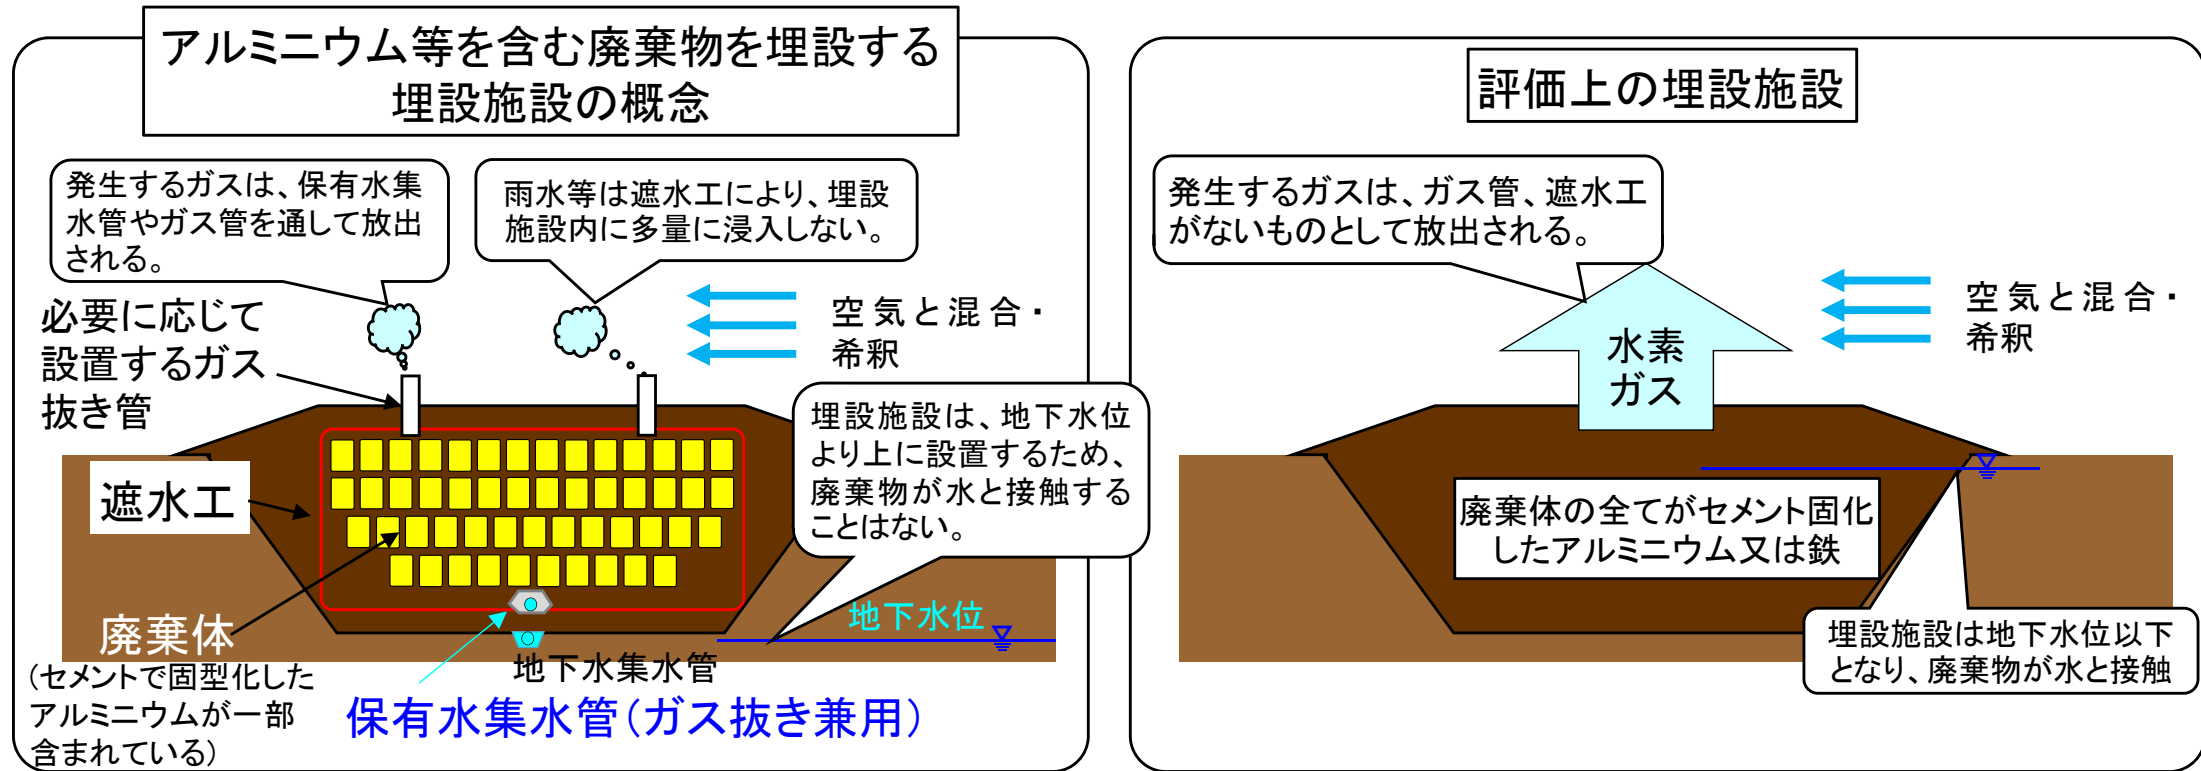 アルミニウム等を含む廃棄物を埋設する
埋設施設の概念
発生するガスは、保有水集
水管やガス管を通して放出
される。
雨水等は遮水工により、埋設
施設内に多量に浸入しない。
必要に応じて
設置するガス
抜き管
空気と混合・
希釈
埋設施設は、地下水位
より上に設置するため、
廃棄物が水と接触する
ことはない。
遮水工
廃棄体
(セメントで固型化した
アルミニウムが一部
含まれている)
地下水位
地下水集水管
保有水集水管(ガス抜き兼用)
評価上の埋設施設
発生するガスは、ガス管、遮水工
がないものとして放出される。
水素
ガス
空気と混合・
希釈
廃棄体の全てがセメント固化
したアルミニウム又は鉄
埋設施設は地下水位以下
となり、廃棄物が水と接触